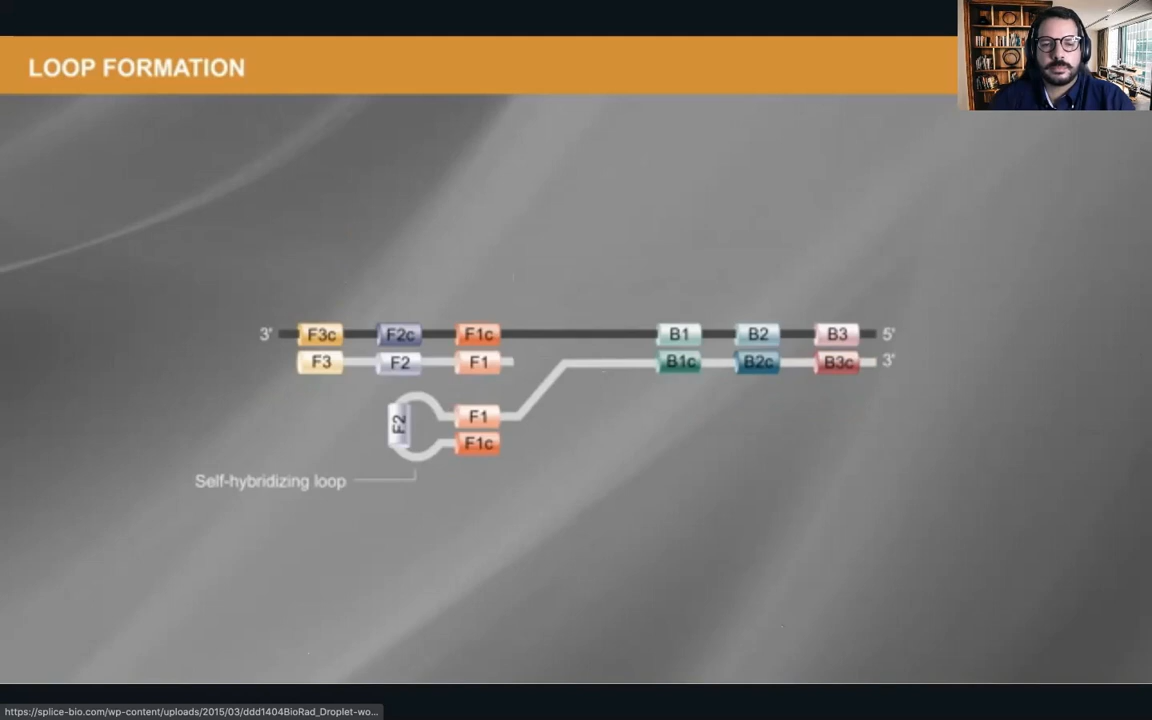 LOOP FORMATION
3' F3c F2c F1c B1 B2 B3 5'
F3 F2 F1 B1c B2c B3c 3'
F2 F1
F1c
Self-hybridizing loop
https://splice-bio.com/wp-content/uploads/2015/03/ddd1404BioRad_Droplet-wo...